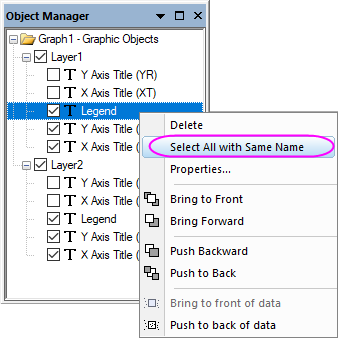 Object Manager
Graph1 - Graphic Objects
Layer1
Y Axis Title (YR)
X Axis Title (XT)
Legend
Y Axis Title (
X Axis Title (
Layer2
Y Axis Title (
X Axis Title (
Legend
Y Axis Title (
X Axis Title (
Delete
Select All with Same Name
Properties...
Bring to Front
Bring Forward
Push Backward
Push to Back
Bring to front of data
Push to back of data